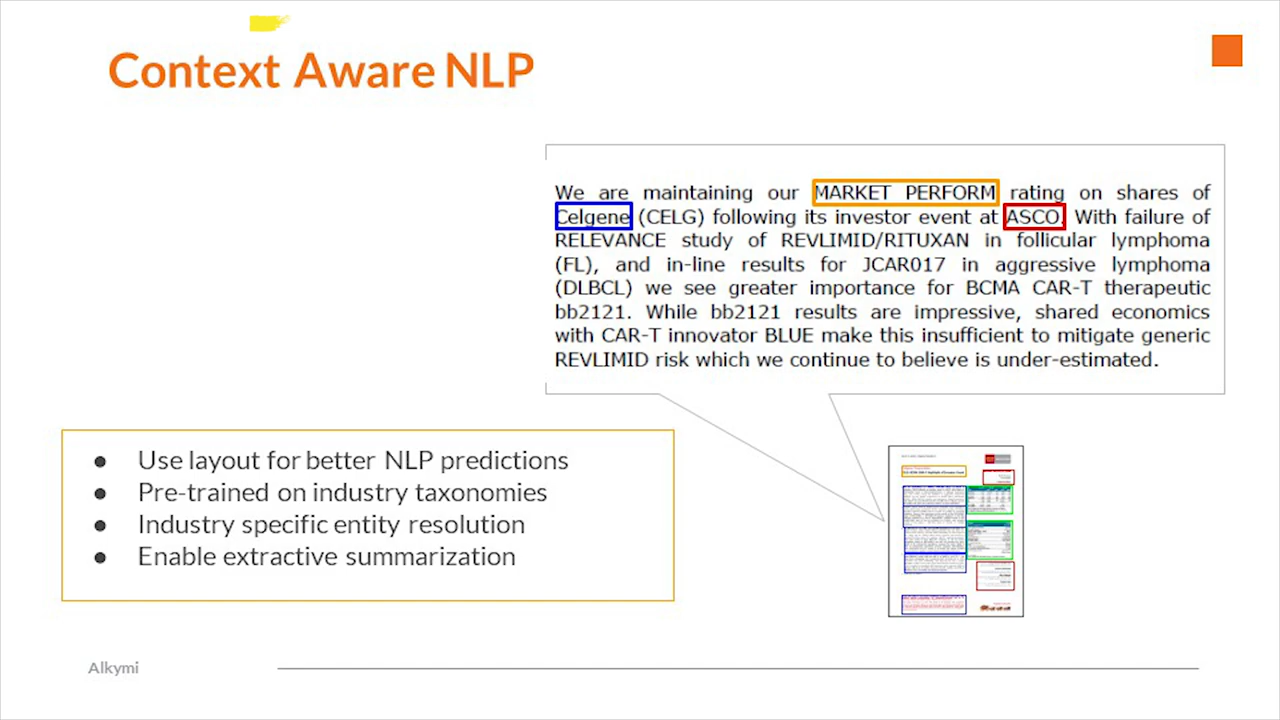 Context Aware NLP
We are maintaining our MARKET PERFORM rating on shares of
Celgene (CELG) following its investor event at ASCO. With failure of
RELEVANCE study of REVLIMID/RITUXAN in follicular lymphoma
(FL), and in-line results for JCAR017 in aggressive lymphoma
(DLBCL) we see greater importance for BCMA CAR-T therapeutic
bb2121. While bb2121 results are impressive, shared economics
with CAR-T innovator BLUE make this insufficient to mitigate generic
REVLIMID risk which we continue to believe is under-estimated.
● Use layout for better NLP predictions
● Pre-trained on industry taxonomies
● Industry specific entity resolution
● Enable extractive summarization
Alkymi